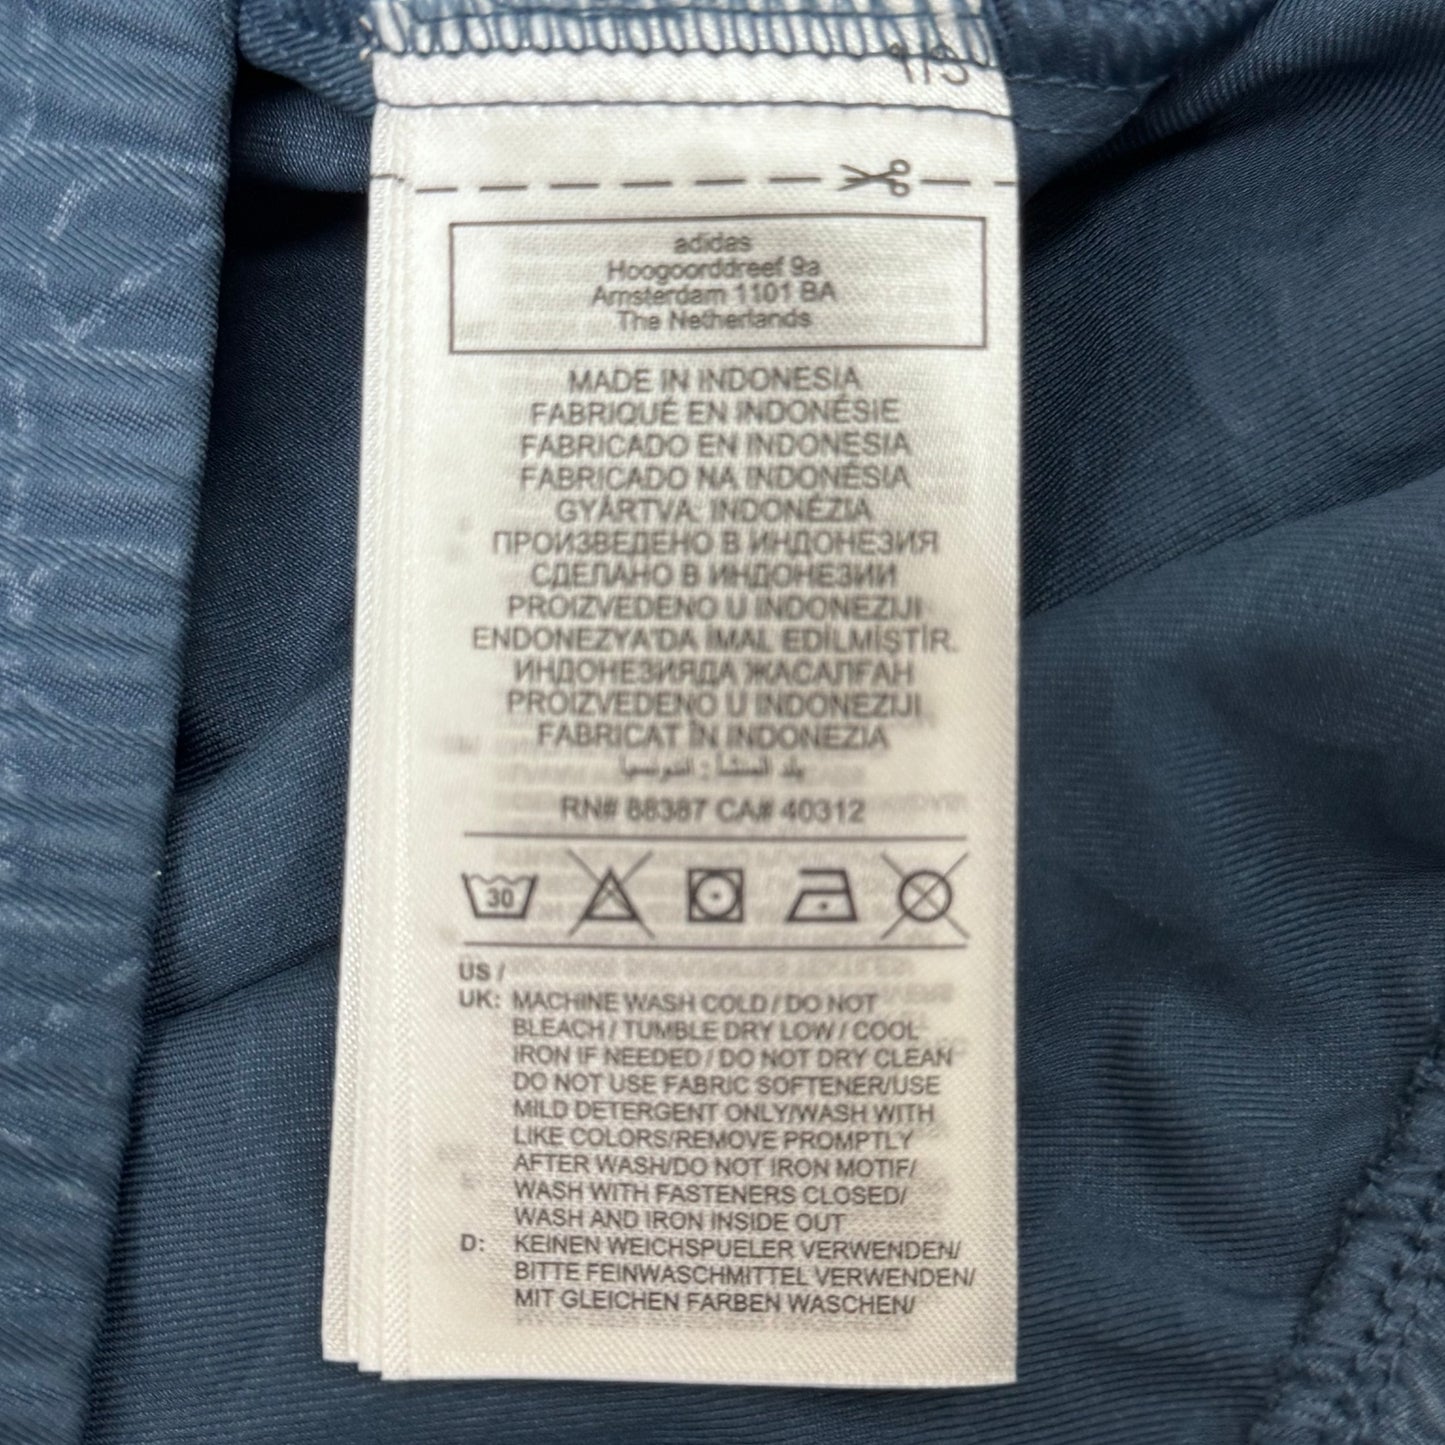 1/3
adidas
Hoogoorddreef 9a
Amsterdam 1101 BA
The Netherlands
MADE IN INDONESIA
FABRIQUÉ EN INDONÉSIE
FABRICADO EN INDONESIA
FABRICADO NA INDONÉSIA
GYÁRTVA: INDONÉZIA
ПРОИЗВЕДЕНО В ИНДОНЕЗИЯ
СДЕЛАНО В ИНДОНЕЗИИ
PROIZVEDENO U INDONEZIJI
ENDONEZYA'DA İMAL EDİLMİŞTİR.
ИНДОНЕЗИЯДА ЖАСАЛҒАН
PROIZVEDENO U INDONEZIJI
FABRICAT ÎN INDONEZIA
بلد المنشأ : اندونيسيا
RN# 88387 CA# 40312
30
US /
UK: MACHINE WASH COLD / DO NOT
BLEACH / TUMBLE DRY LOW / COOL
IRON IF NEEDED / DO NOT DRY CLEAN
DO NOT USE FABRIC SOFTENER/USE
MILD DETERGENT ONLY/WASH WITH
LIKE COLORS/REMOVE PROMPTLY
AFTER WASH/DO NOT IRON MOTIF/
WASH WITH FASTENERS CLOSED/
WASH AND IRON INSIDE OUT
D: KEINEN WEICHSPUELER VERWENDEN/
BITTE FEINWASCHMITTEL VERWENDEN/
MIT GLEICHEN FARBEN WASCHEN/